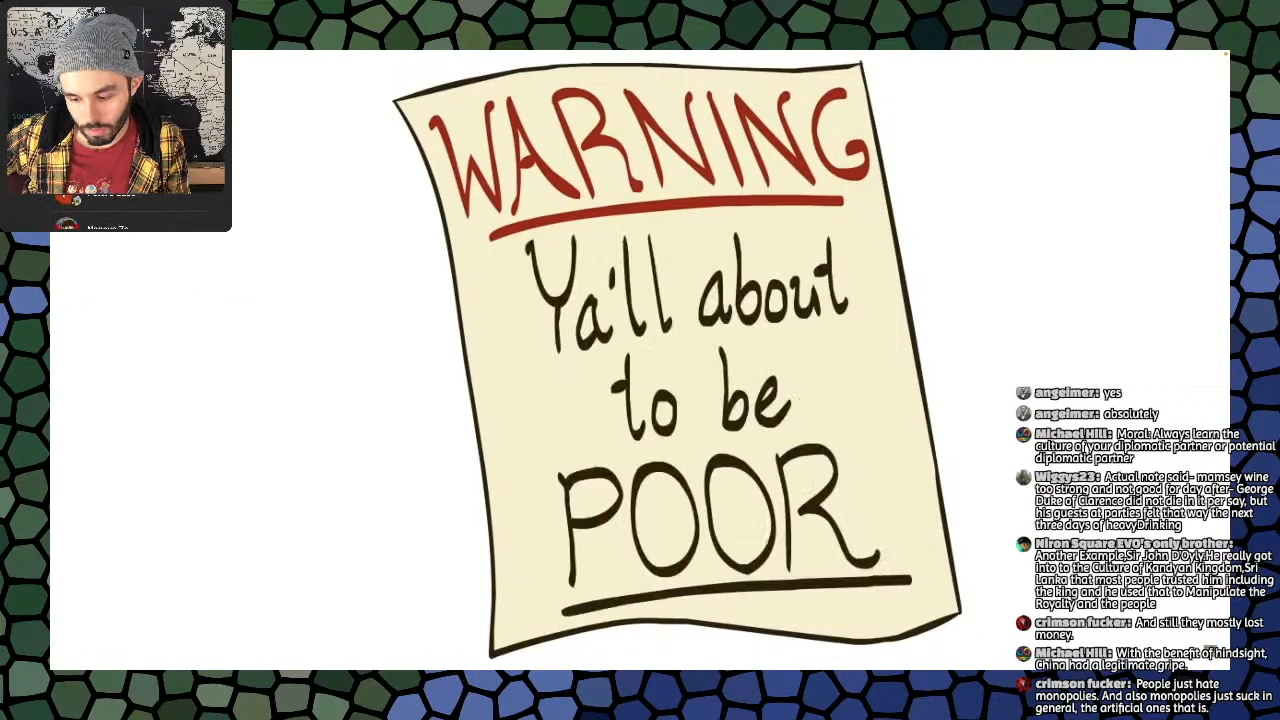 WARNING
Ya'll about
to be
POOR
USA
angelmer: yes
angelmer: absolutely
Michael Hill: Moral: Always learn the
culture of your diplomatic partner or potential
diplomatic partner
Wiggys23: Actual note said- mamsey wine
too strong and not good for day after- George
Duke of Clarence did not die in it per say, but
his guests at parties felt that way the next
three days of heavyDrinking
Niron Square EVO's only brother:
Another Example,Sir John D'Oyly.He really got
into to the Culture of Kandyan Kingdom,Sri
Lanka that most people trusted him including
the king and he used that to Manipulate the
Royalty and the people
crimson fucker: And still they mostly lost
money.
Michael Hill: With the benefit of hindsight,
China had a legitimate gripe.
crimson fucker: People just hate
monopolies. And also monopolies just suck in
general, the artificial ones that is.